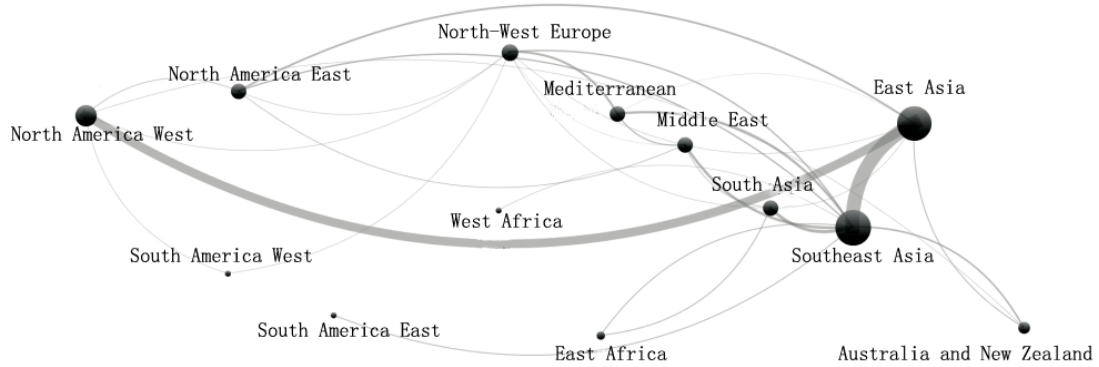 North-West Europe
North America East
Mediterranean
East Asia
North America West
Middle East
South Asia
West Africa
South America West
Southeast Asia
South America East
East Africa
Australia and New Zealand